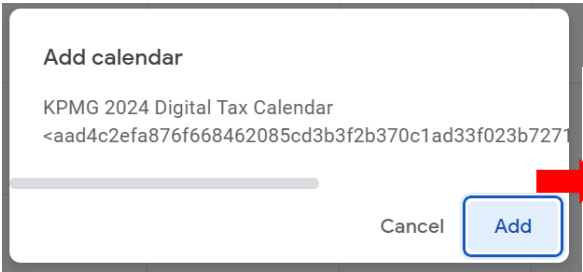 Add calendar
KPMG 2024 Digital Tax Calendar
<aad4c2efa876f668462085cd3b3f2b370c1ad33f023b7271
Cancel
Add